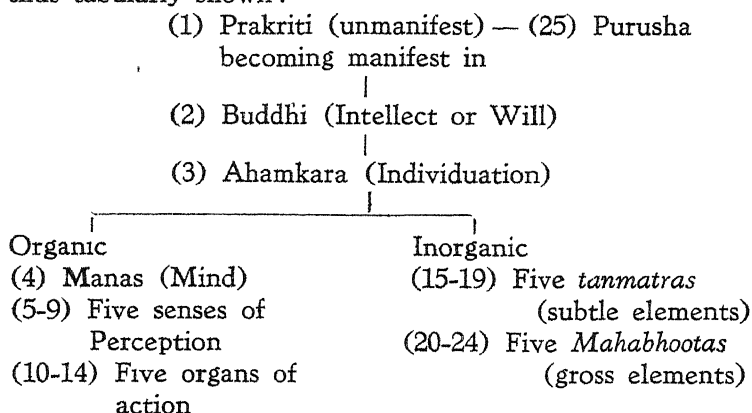 thus tabularly shown:
(1) Prakriti (unmanifest) — (25) Purusha
becoming manifest in
(2) Buddhi (Intellect or Will)
(3) Ahamkara (Individuation)
Organic
(4) Manas (Mind)
(5-9) Five senses of
Perception
(10-14) Five organs of
action
Inorganic
(15-19) Five tanmatras
(subtle elements)
(20-24) Five Mahabhootas
(gross elements)